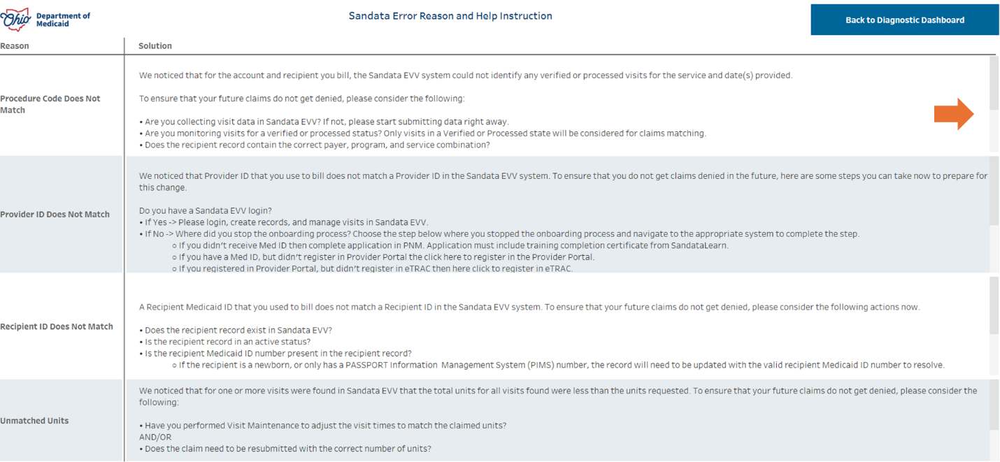 Ohio
Department of
Medicaid
Sandata Error Reason and Help Instruction
Back to Diagnostic Dashboard
Reason
Solution
Procedure Code Does Not
Match
We noticed that for the account and recipient you bill, the Sandata EVV system could not identify any verified or processed visits for the service and date(s) provided.
To ensure that your future claims do not get denied, please consider the following:
• Are you collecting visit data in Sandata EVV? If not, please start submitting data right away.
• Are you monitoring visits for a verified or processed status? Only visits in a Verified or Processed state will be considered for claims matching.
• Does the recipient record contain the correct payer, program, and service combination?
Provider ID Does Not Match
We noticed that Provider ID that you use to bill does not match a Provider ID in the Sandata EVV system. To ensure that you do not get claims denied in the future, here are some steps you can take now to prepare for
this change.
Do you have a Sandata EVV login?
• If Yes -> Please login, create records, and manage visits in Sandata EVV.
• If No -> Where did you stop the onboarding process? Choose the step below where you stopped the onboarding process and navigate to the appropriate system to complete the step.
○ If you didn't receive Med ID then complete application in PNM. Application must include training completion certificate from SandataLearn.
○ If you have a Med ID, but didn't register in Provider Portal the click here to register in the Provider Portal.
○ If you registered in Provider Portal, but didn't register in eTRAC then here click to register in eTRAC.
Recipient ID Does Not Match
A Recipient Medicaid ID that you used to bill does not match a Recipient ID in the Sandata EVV system. To ensure that your future claims do not get denied, please consider the following actions now.
• Does the recipient record exist in Sandata EVV?
• Is the recipient record in an active status?
• Is the recipient Medicaid ID number present in the recipient record?
○ If the recipient is a newborn, or only has a PASSPORT Information Management System (PIMS) number, the record will need to be updated with the valid recipient Medicaid ID number to resolve.
Unmatched Units
We noticed that for one or more visits were found in Sandata EVV that the total units for all visits found were less than the units requested. To ensure that your future claims do not get denied, please consider the
following:
• Have you performed Visit Maintenance to adjust the visit times to match the claimed units?
AND/OR
• Does the claim need to be resubmitted with the correct number of units?